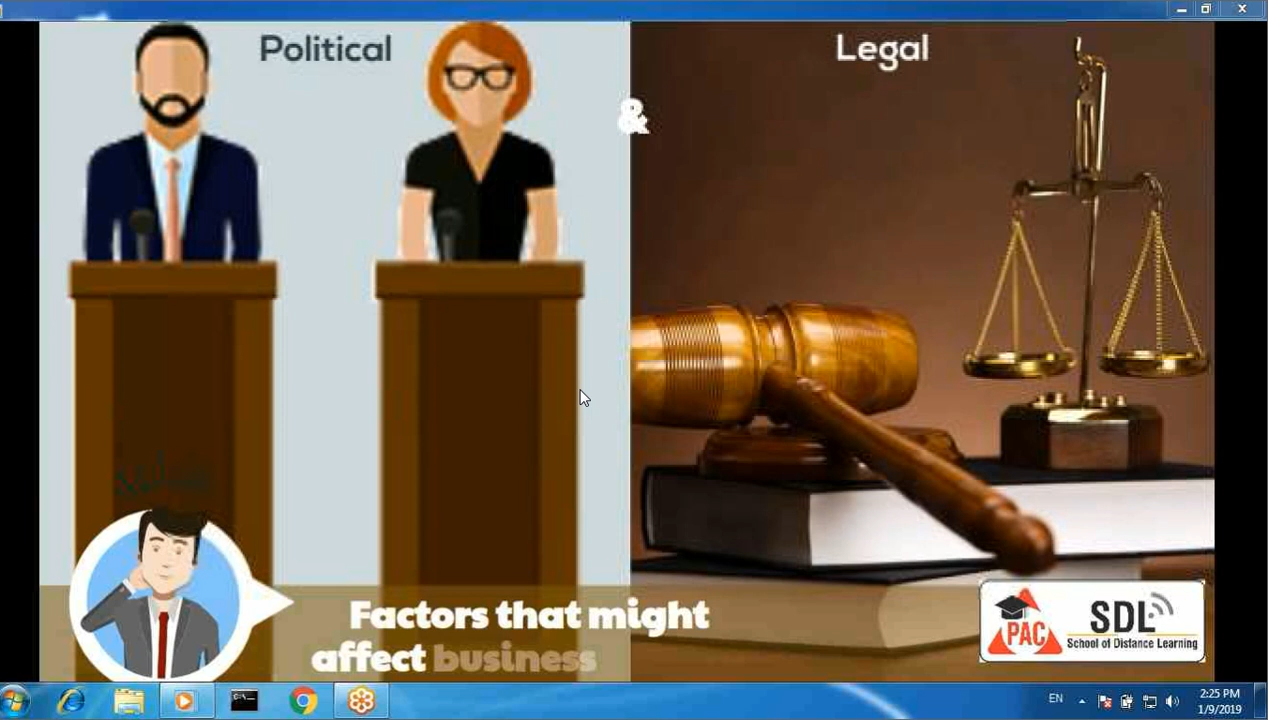 Political
Legal
&
Factors that might
affect business
PAC
SDL
School of Distance Learning
EN
2:25 PM
1/9/2019